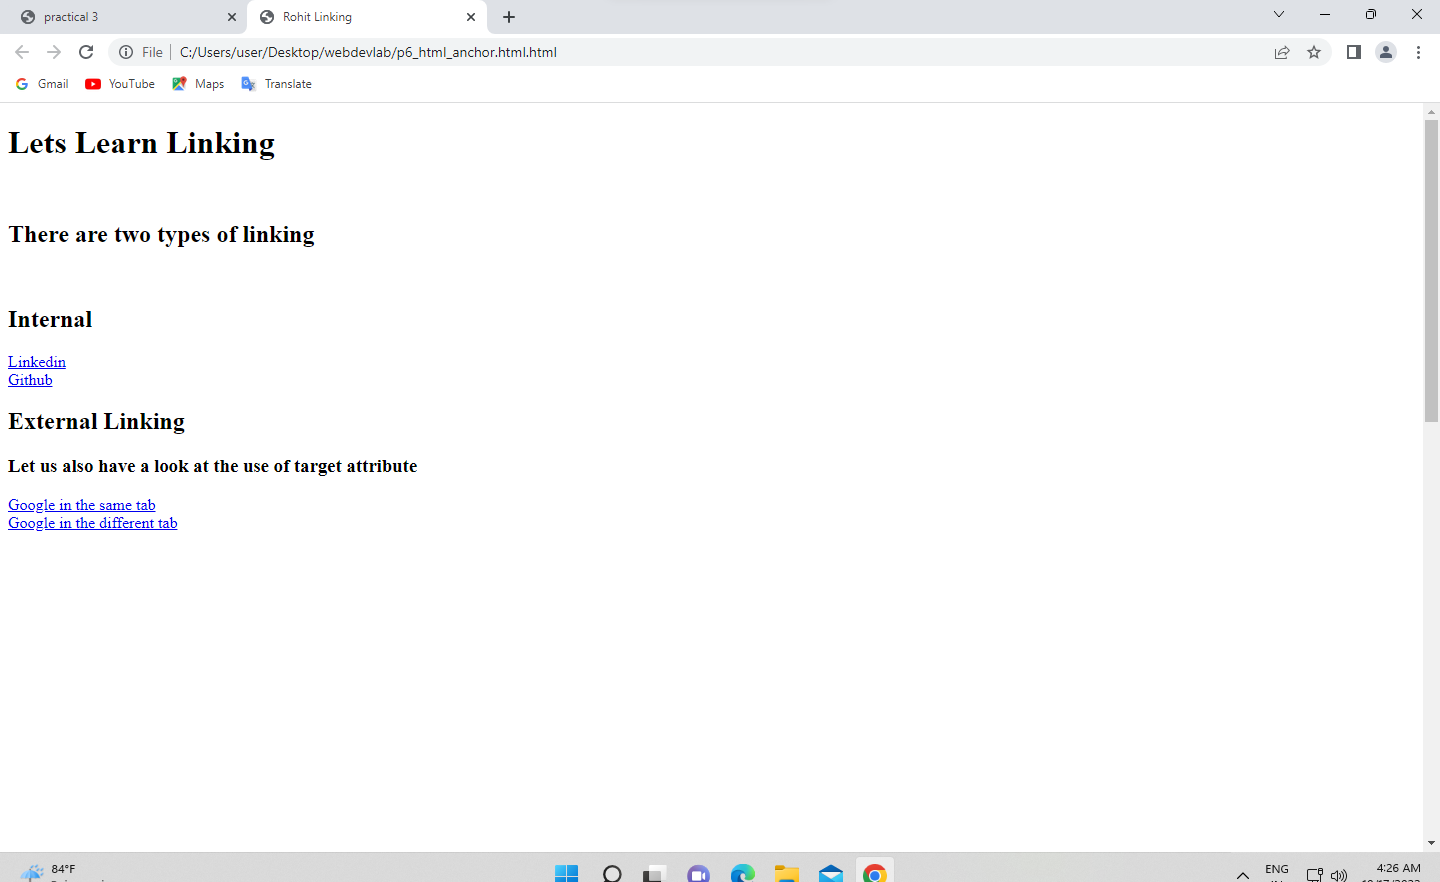 practical 3
Rohit Linking
File
C:/Users/user/Desktop/webdevlab/p6_html_anchor.html.html
Gmail
YouTube
Maps
Translate
Lets Learn Linking
There are two types of linking
Internal
Linkedin
Github
External Linking
Let us also have a look at the use of target attribute
Google in the same tab
Google in the different tab
84°F
ENG
4:26 AM